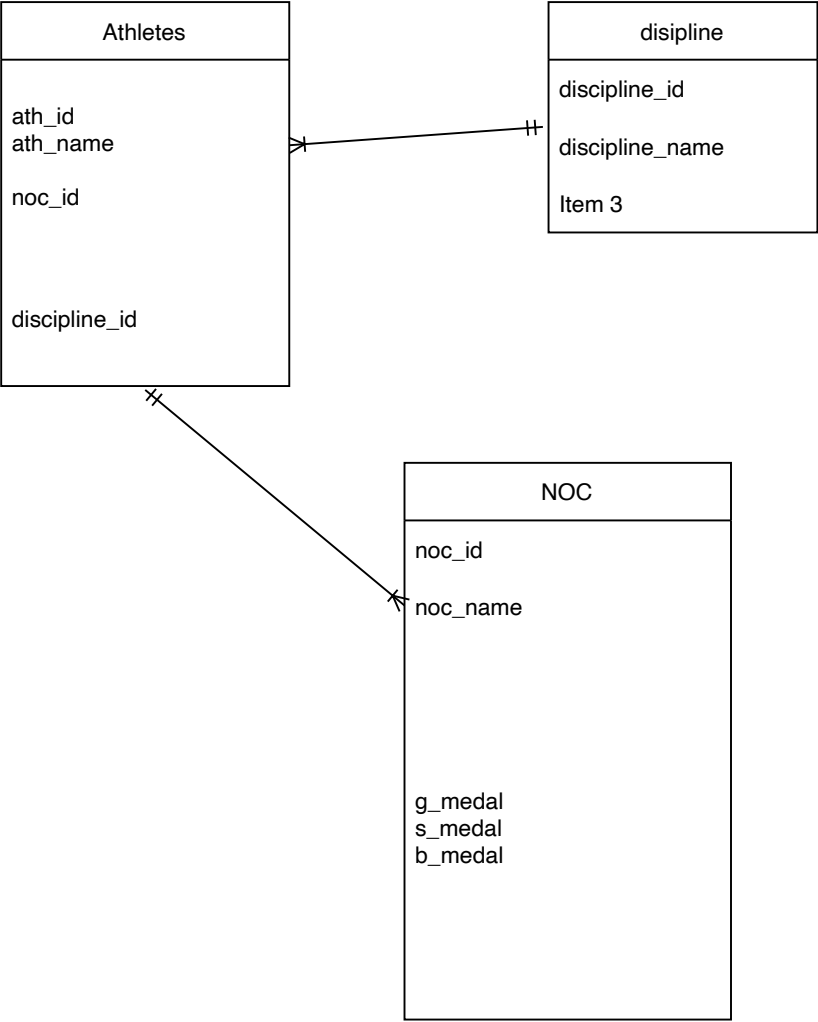 Athletes
ath_id
ath_name
noc_id
discipline_id
disipline
discipline_id
discipline_name
Item 3
NOC
noc_id
noc_name
g_medal
s_medal
b_medal